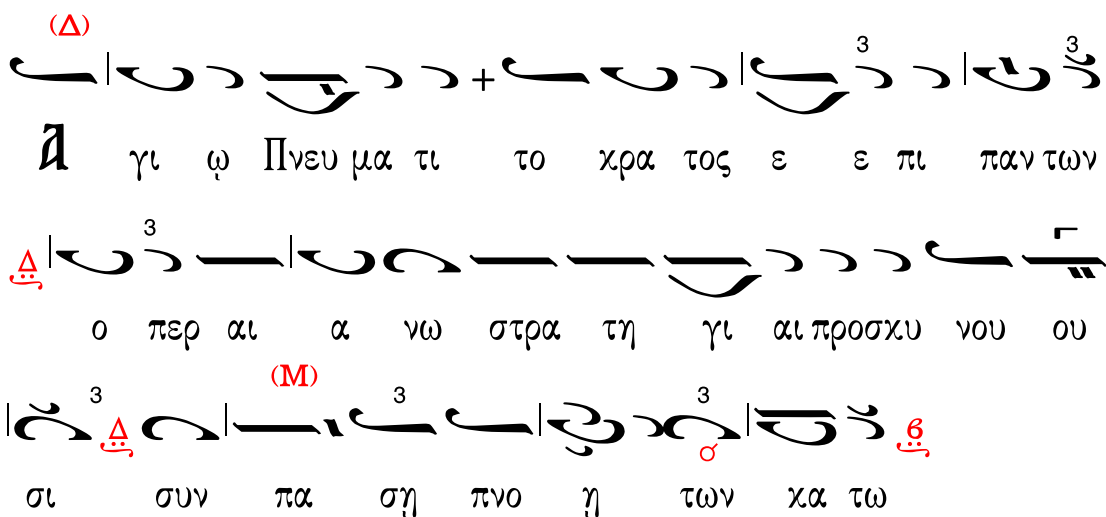 (Δ)
3 3
Α γι ῳ Πνευ μα τι το κρα τος ε ε πι παν των
3
Δ
ο περ αι α νω στρα τη γι αι προσκυ νου ου
(Μ)
3 3 3
Δ β
σι συν πα σῃ πνο ῃ των κα τω